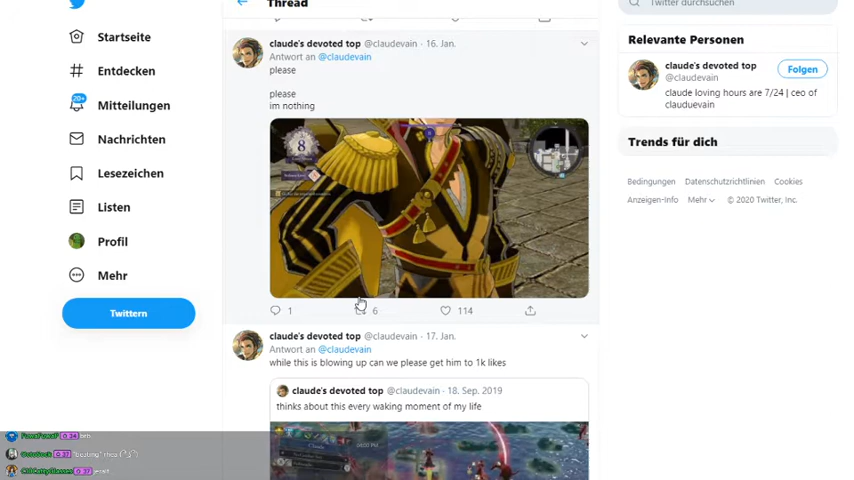 Thread
Twitter durchsuchen
Startseite
Entdecken
20+
Mitteilungen
Nachrichten
Lesezeichen
Listen
Profil
Mehr
Twittern
claude's devoted top @claudevain · 16. Jan.
Antwort an @claudevain
please
please
im nothing
8
1
6
114
claude's devoted top @claudevain · 17. Jan.
Antwort an @claudevain
while this is blowing up can we please get him to 1k likes
claude's devoted top @claudevain · 18. Sep. 2019
thinks about this every waking moment of my life
Relevante Personen
claude's devoted top
@claudevain
Folgen
claude loving hours are 7/24 | ceo of
clauduevain
Trends für dich
Bedingungen Datenschutzrichtlinien Cookies
Anzeigen-Info Mehr © 2020 Twitter, Inc.